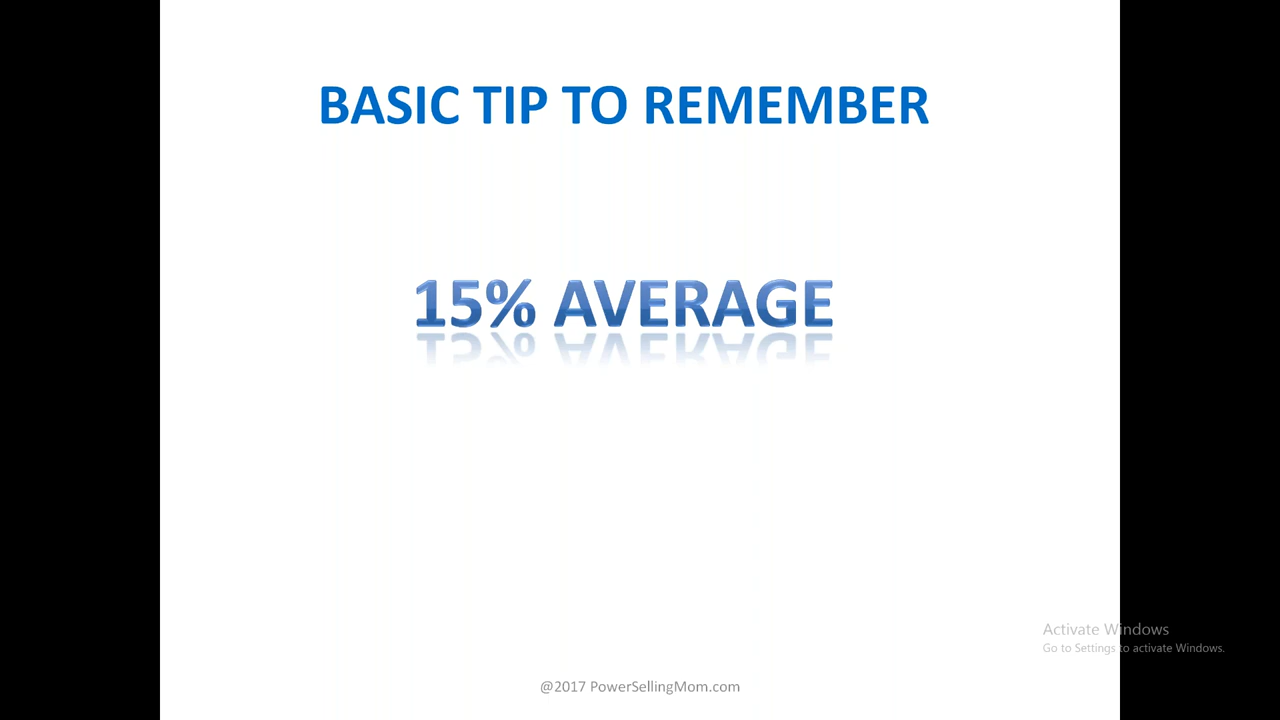 BASIC TIP TO REMEMBER
15% AVERAGE
Activate Windows
Go to Settings to activate Windows.
@2017 PowerSellingMom.com